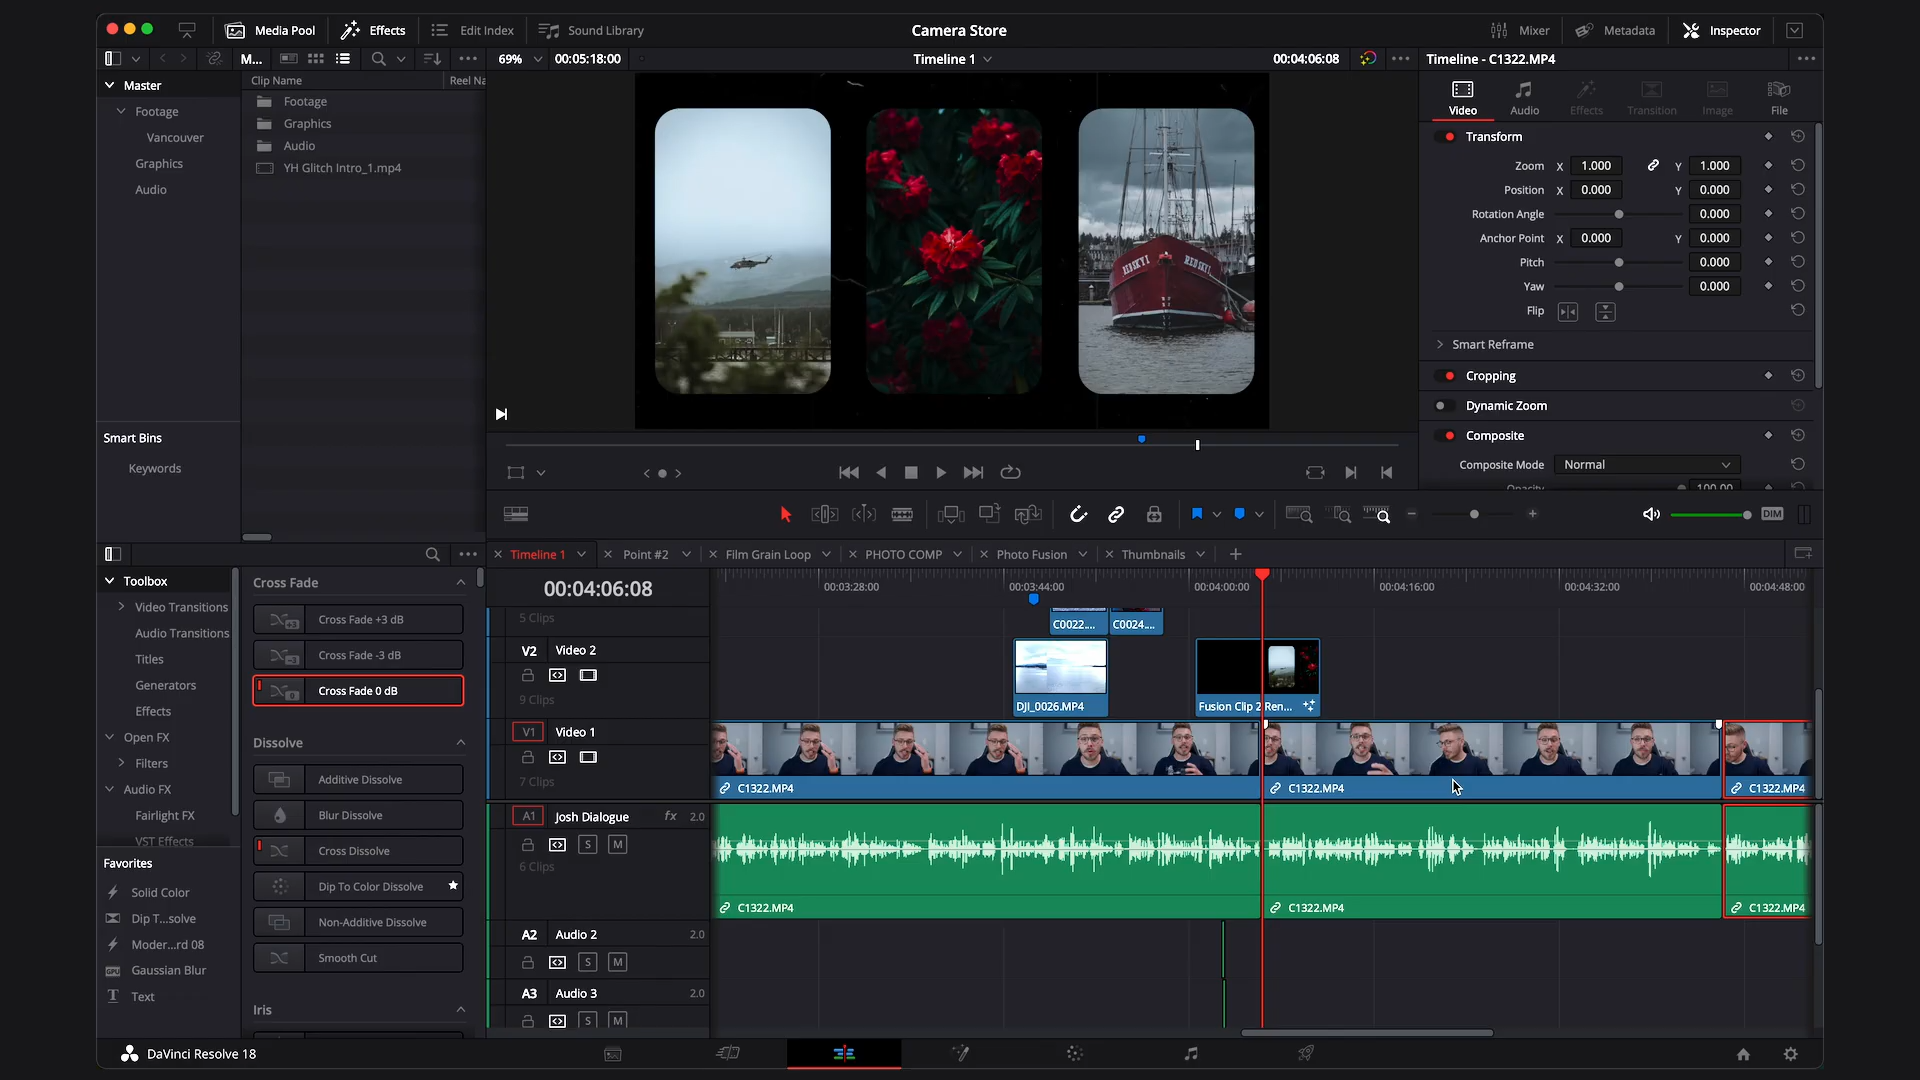 Media Pool
Effects
Edit Index
Sound Library
Camera Store
Mixer
Metadata
Inspector
M...
69%
00:05:18:00
Timeline 1
00:04:06:08
Timeline - C1322.MP4
Master
Footage
Vancouver
Graphics
Audio
Smart Bins
Keywords
Clip Name
Reel Na
Footage
Graphics
Audio
YH Glitch Intro_1.mp4
Video
Audio
Effects
Transition
Image
File
Transform
Zoom X 1.000 Y 1.000
Position X 0.000 Y 0.000
Rotation Angle 0.000
Anchor Point X 0.000 Y 0.000
Pitch 0.000
Yaw 0.000
Flip
Smart Reframe
Cropping
Dynamic Zoom
Composite
Composite Mode Normal
Opacity 100.00
DIM
Timeline 1
Point #2
Film Grain Loop
PHOTO COMP
Photo Fusion
Thumbnails
Toolbox
Video Transitions
Audio Transitions
Titles
Generators
Effects
Open FX
Filters
Audio FX
Fairlight FX
VST Effects
Favorites
Solid Color
Dip T...solve
Moder...rd 08
Gaussian Blur
Text
Cross Fade
Cross Fade +3 dB
Cross Fade -3 dB
Cross Fade 0 dB
Dissolve
Additive Dissolve
Blur Dissolve
Cross Dissolve
Dip To Color Dissolve
Non-Additive Dissolve
Smooth Cut
Iris
00:04:06:08
00:03:28:00
00:03:44:00
00:04:00:00
00:04:16:00
00:04:32:00
00:04:48:00
5 Clips
C0022....
C0024....
V2 Video 2
9 Clips
DJI_0026.MP4
Fusion Clip 2 Ren...
V1 Video 1
7 Clips
C1322.MP4
C1322.MP4
C1322.MP4
A1 Josh Dialogue fx 2.0
S M
6 Clips
C1322.MP4
C1322.MP4
C1322.MP4
A2 Audio 2 2.0
S M
A3 Audio 3 2.0
S M
DaVinci Resolve 18